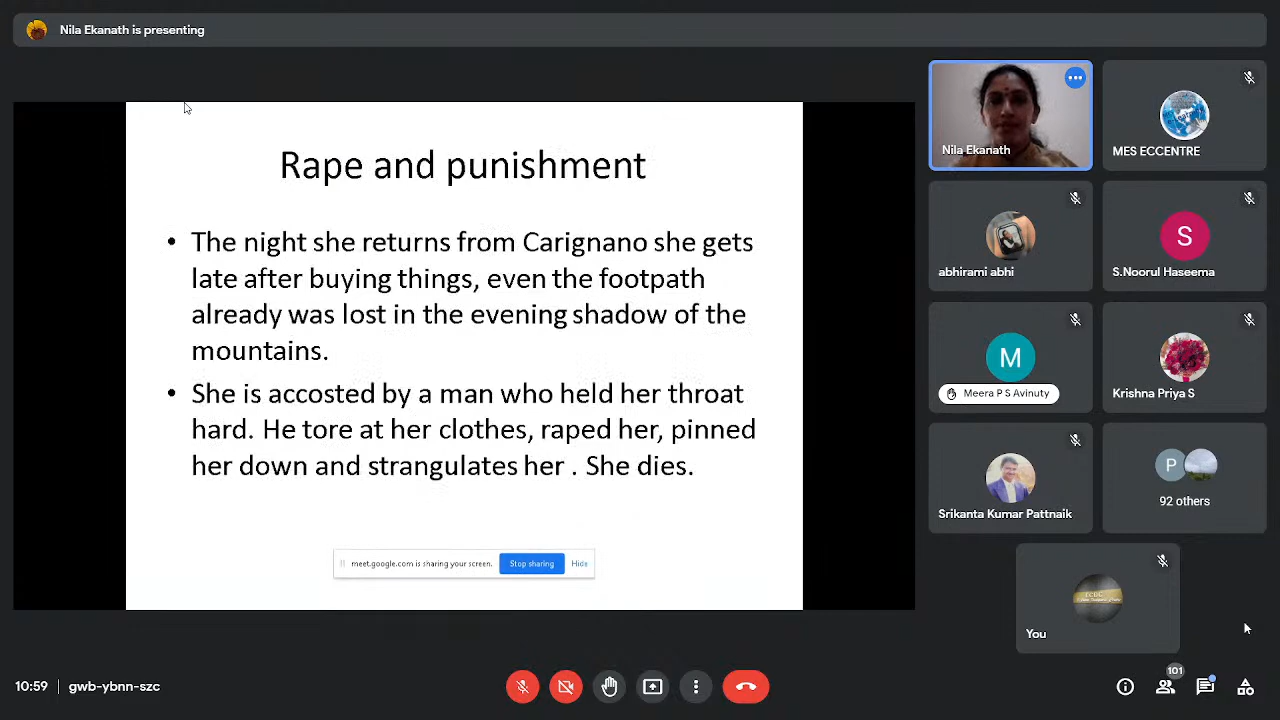 Nila Ekanath is presenting
Rape and punishment
• The night she returns from Carignano she gets
late after buying things, even the footpath
already was lost in the evening shadow of the
mountains.
• She is accosted by a man who held her throat
hard. He tore at her clothes, raped her, pinned
her down and strangulates her . She dies.
meet.google.com is sharing your screen.
Stop sharing
Hide
Nila Ekanath
MES ECCENTRE
abhirami abhi
S
S.Noorul Haseema
M
Meera P S Avinuty
Krishna Priya S
Srikanta Kumar Pattnaik
P
92 others
You
10:59 | gwb-ybnn-szc
101